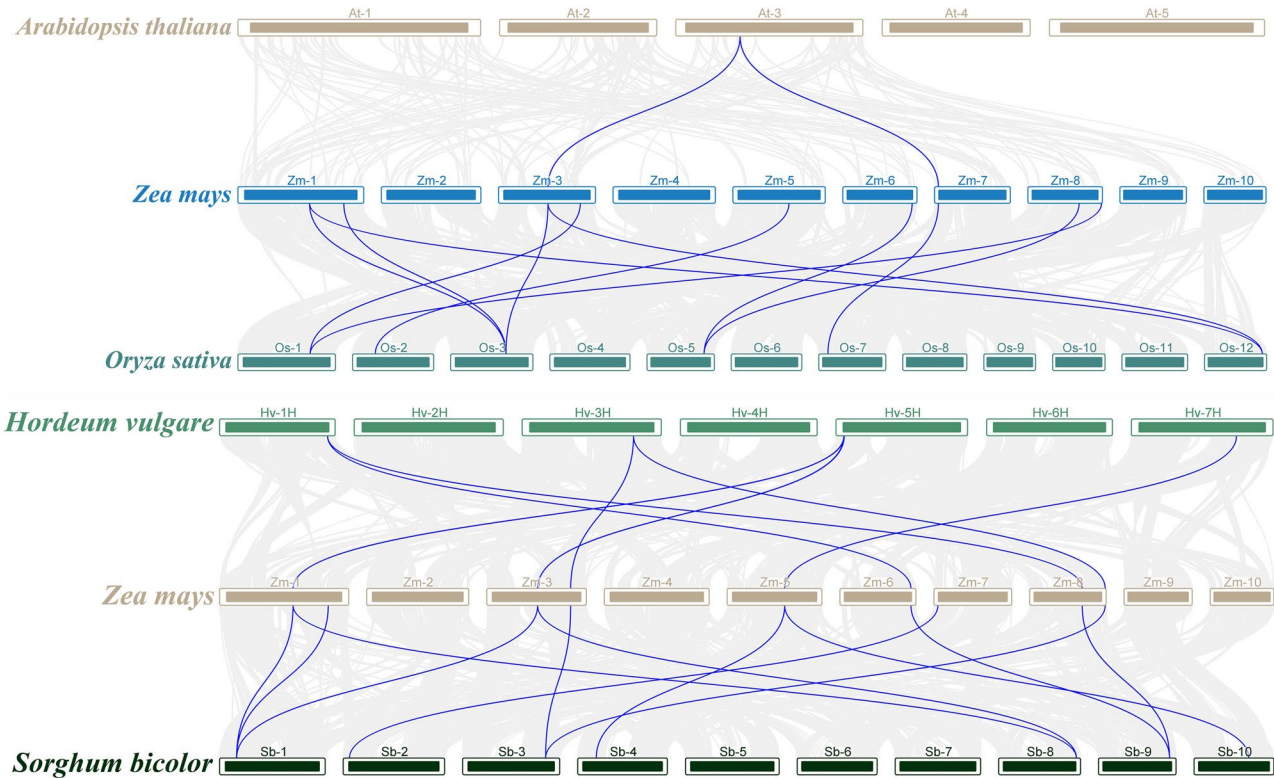 Arabidopsis thaliana At-1 At-2 At-3 At-4 At-5
Zea mays Zm-1 Zm-2 Zm-3 Zm-4 Zm-5 Zm-6 Zm-7 Zm-8 Zm-9 Zm-10
Oryza sativa Os-1 Os-2 Os-3 Os-4 Os-5 Os-6 Os-7 Os-8 Os-9 Os-10 Os-11 Os-12
Hordeum vulgare Hv-1H Hv-2H Hv-3H Hv-4H Hv-5H Hv-6H Hv-7H
Zea mays Zm-1 Zm-2 Zm-3 Zm-4 Zm-5 Zm-6 Zm-7 Zm-8 Zm-9 Zm-10
Sorghum bicolor Sb-1 Sb-2 Sb-3 Sb-4 Sb-5 Sb-6 Sb-7 Sb-8 Sb-9 Sb-10